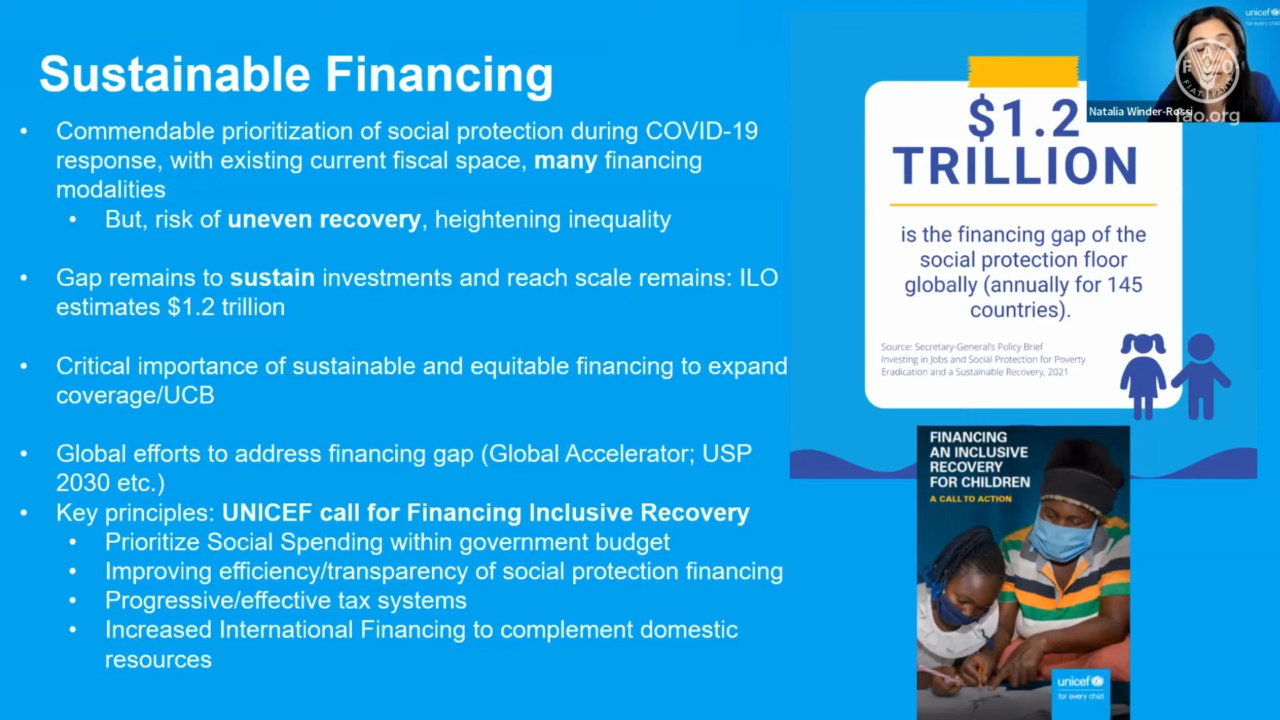 Sustainable Financing
• Commendable prioritization of social protection during COVID-19
response, with existing current fiscal space, many financing
modalities
• But, risk of uneven recovery, heightening inequality
• Gap remains to sustain investments and reach scale remains: ILO
estimates $1.2 trillion
• Critical importance of sustainable and equitable financing to expand
coverage/UCB
• Global efforts to address financing gap (Global Accelerator; USP
2030 etc.)
• Key principles: UNICEF call for Financing Inclusive Recovery
• Prioritize Social Spending within government budget
• Improving efficiency/transparency of social protection financing
• Progressive/effective tax systems
• Increased International Financing to complement domestic
resources
$1.2
TRILLION
is the financing gap of the
social protection floor
globally (annually for 145
countries).
Source: Secretary-General's Policy Brief
Investing in Jobs and Social Protection for Poverty
Eradication and a Sustainable Recovery, 2021
FINANCING
AN INCLUSIVE
RECOVERY
FOR CHILDREN
A CALL TO ACTION
unicef
for every child
unicef
for every child
FAO
FIAT PANIS
fao.org
Natalia Winder-Rossi